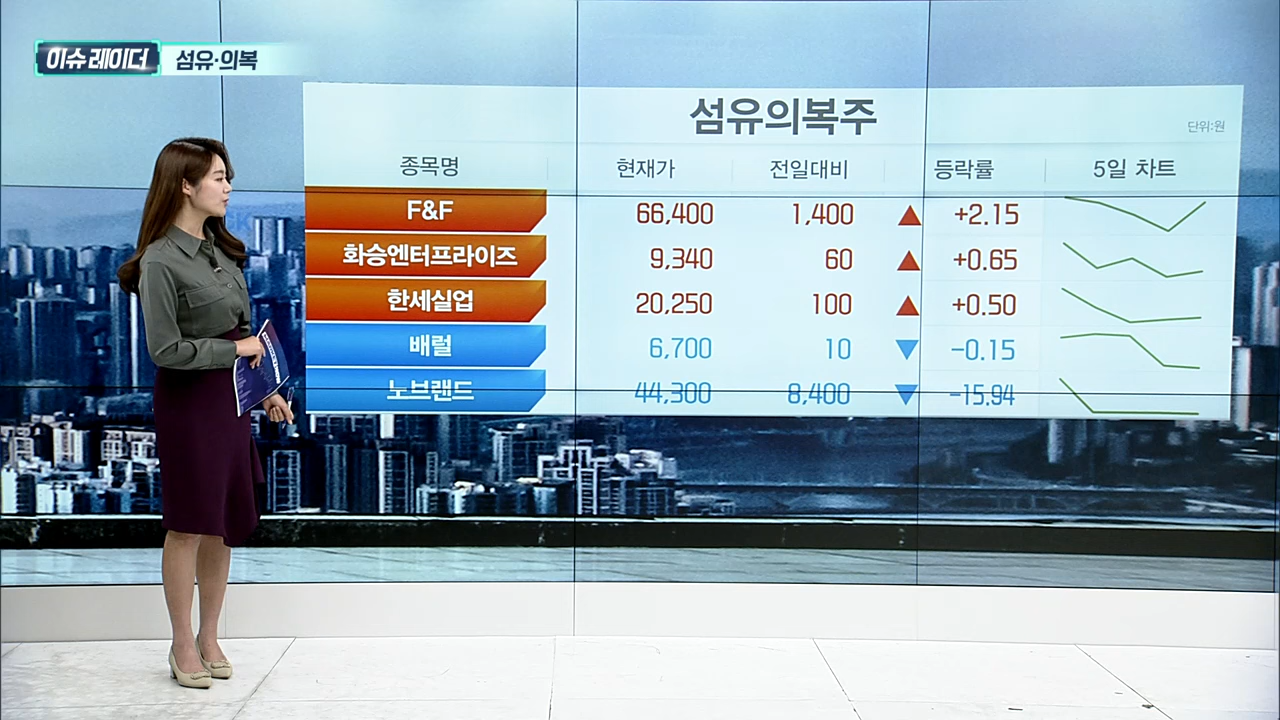 이슈 레이더 섬유·의복
섬유의복주
단위:원
종목명 현재가 전일대비 등락률 5일 차트
F&F 66,400 1,400 ▲ +2.15
화승엔터프라이즈 9,340 60 ▲ +0.65
한세실업 20,250 100 ▲ +0.50
배럴 6,700 10 ▼ -0.15
노브랜드 44,300 8,400 ▼ -15.94